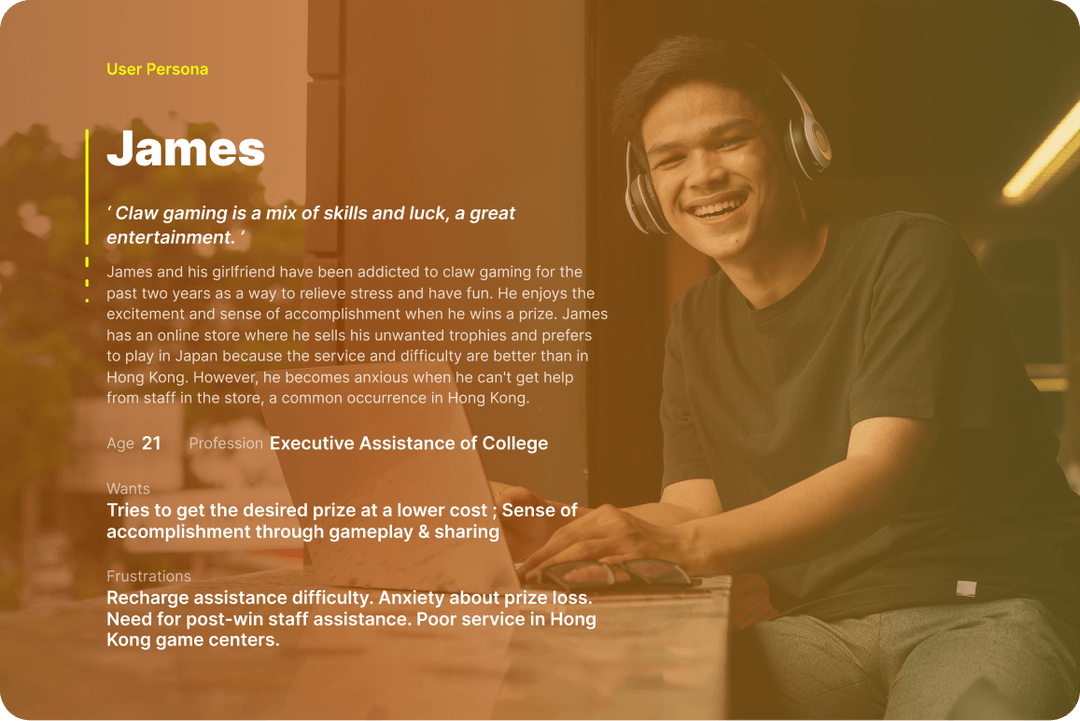 User Persona
James
‘ Claw gaming is a mix of skills and luck, a great
entertainment. ’
James and his girlfriend have been addicted to claw gaming for the
past two years as a way to relieve stress and have fun. He enjoys the
excitement and sense of accomplishment when he wins a prize. James
has an online store where he sells his unwanted trophies and prefers
to play in Japan because the service and difficulty are better than in
Hong Kong. However, he becomes anxious when he can't get help
from staff in the store, a common occurrence in Hong Kong.
Age 21 Profession Executive Assistance of College
Wants
Tries to get the desired prize at a lower cost ; Sense of
accomplishment through gameplay & sharing
Frustrations
Recharge assistance difficulty. Anxiety about prize loss.
Need for post-win staff assistance. Poor service in Hong
Kong game centers.